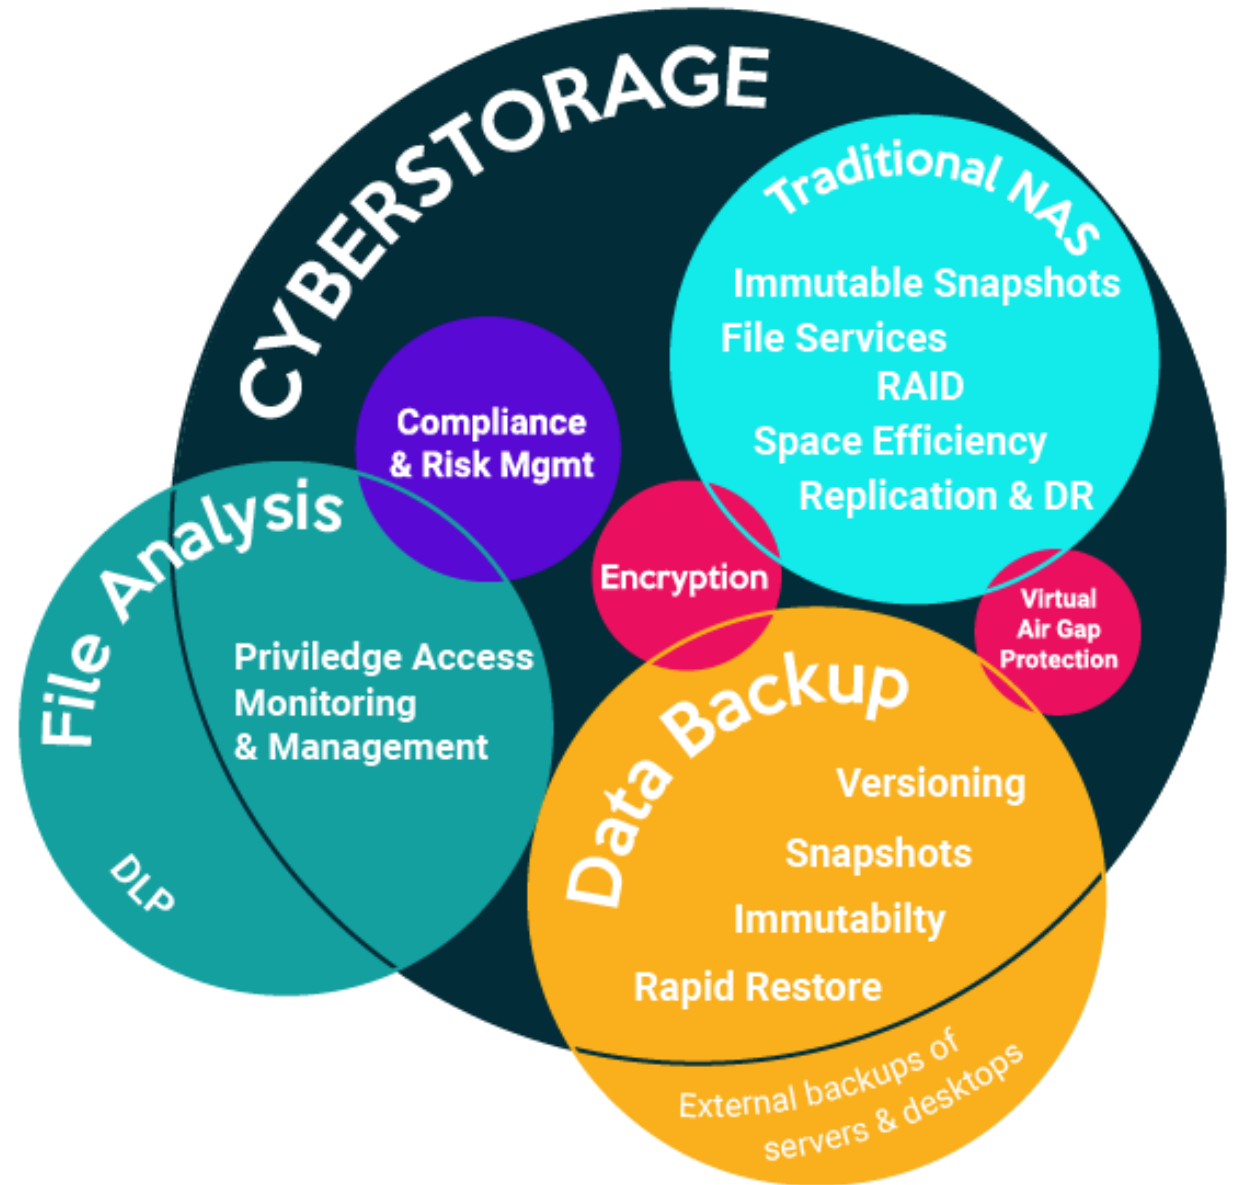 CYBERSTORAGE
Traditional NAS
Immutable Snapshots
File Services
RAID
Space Efficiency
Replication & DR
Compliance
& Risk Mgmt
File Analysis
Priviledge Access
Monitoring
& Management
DLP
Encryption
Virtual
Air Gap
Protection
Data Backup
Versioning
Snapshots
Immutabilty
Rapid Restore
External backups of
servers & desktops